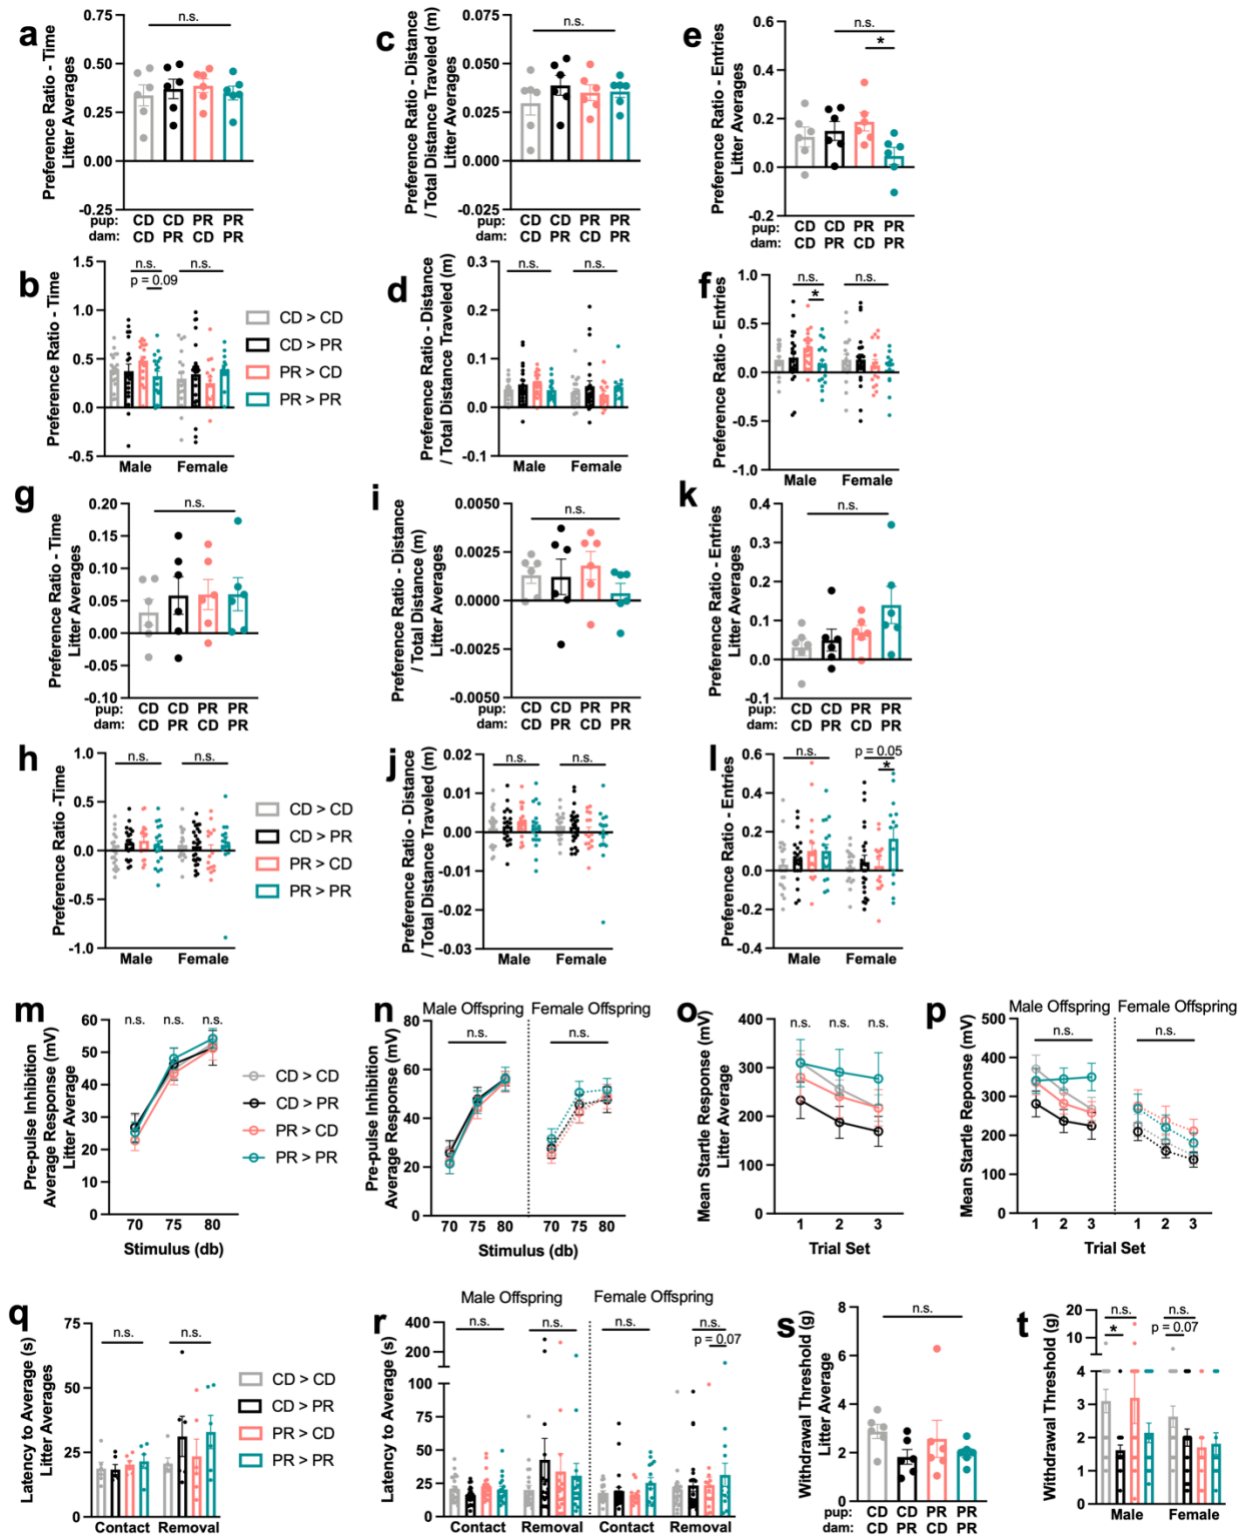 a
Preference Ratio - Time
Litter Averages
0.75
0.50
0.25
0.00
-0.25
n.s.
pup: CD CD PR PR
dam: CD PR CD PR
c
Preference Ratio - Distance
/ Total Distance Traveled (m)
Litter Averages
0.075
0.050
0.025
0.000
-0.025
n.s.
CD CD PR PR
CD PR CD PR
e
Preference Ratio - Entries
Litter Averages
0.6
0.4
0.2
0.0
-0.2
n.s.
*
pup: CD CD PR PR
dam: CD PR CD PR
b
Preference Ratio - Time
1.5
1.0
0.5
0.0
-0.5
n.s.
p = 0.09
n.s.
Male Female
CD > CD
CD > PR
PR > CD
PR > PR
d
Preference Ratio - Distance
/ Total Distance Traveled (m)
0.3
0.2
0.1
0.0
-0.1
n.s. n.s.
Male Female
f
Preference Ratio - Entries
1.0
0.5
0.0
-0.5
-1.0
n.s.
*
n.s.
Male Female
g
Preference Ratio - Time
Litter Averages
0.20
0.15
0.10
0.05
0.00
-0.05
-0.10
n.s.
pup: CD CD PR PR
dam: CD PR CD PR
i
Preference Ratio - Distance
/ Total Distance (m)
Litter Averages
0.0050
0.0025
0.0000
-0.0025
-0.0050
n.s.
pup: CD CD PR PR
dam: CD PR CD PR
k
Preference Ratio - Entries
Litter Averages
0.4
0.3
0.2
0.1
0.0
-0.1
n.s.
pup: CD CD PR PR
dam: CD PR CD PR
h
Preference Ratio -Time
1.0
0.5
0.0
-0.5
-1.0
n.s. n.s.
Male Female
CD > CD
CD > PR
PR > CD
PR > PR
j
Preference Ratio - Distance
/ Total Distance Traveled (m)
0.02
0.01
0.00
-0.01
-0.02
-0.03
n.s. n.s.
Male Female
l
Preference Ratio - Entries
0.6
0.4
0.2
0.0
-0.2
-0.4
n.s.
p = 0.05
*
Male Female
m
Pre-pulse Inhibition
Average Response (mV)
Litter Average
60
50
40
30
20
10
0
n.s. n.s. n.s.
70 75 80
Stimulus (db)
CD > CD
CD > PR
PR > CD
PR > PR
n
Male Offspring Female Offspring
Pre-pulse Inhibition
Average Response (mV)
80
60
40
20
0
n.s. n.s.
70 75 80 70 75 80
Stimulus (db)
o
Mean Startle Response (mV)
Litter Average
400
300
200
100
0
n.s. n.s. n.s.
1 2 3
Trial Set
p
Male Offspring Female Offspring
Mean Startle Response (mV)
500
400
300
200
100
0
n.s. n.s.
1 2 3 1 2 3
Trial Set
q
Latency to Average (s)
Litter Averages
75
50
25
0
n.s. n.s.
Contact Removal
CD > CD
CD > PR
PR > CD
PR > PR
r
Male Offspring Female Offspring
Latency to Average (s)
400
200
100
75
50
25
0
n.s. n.s. n.s. n.s.
p = 0.07
Contact Removal Contact Removal
s
Withdrawal Threshold (g)
Litter Average
8
6
4
2
0
n.s.
pup: CD CD PR PR
dam: CD PR CD PR
t
Withdrawal Threshold (g)
20
10
4
3
2
1
0
n.s.
*
n.s.
p = 0.07
Male Female